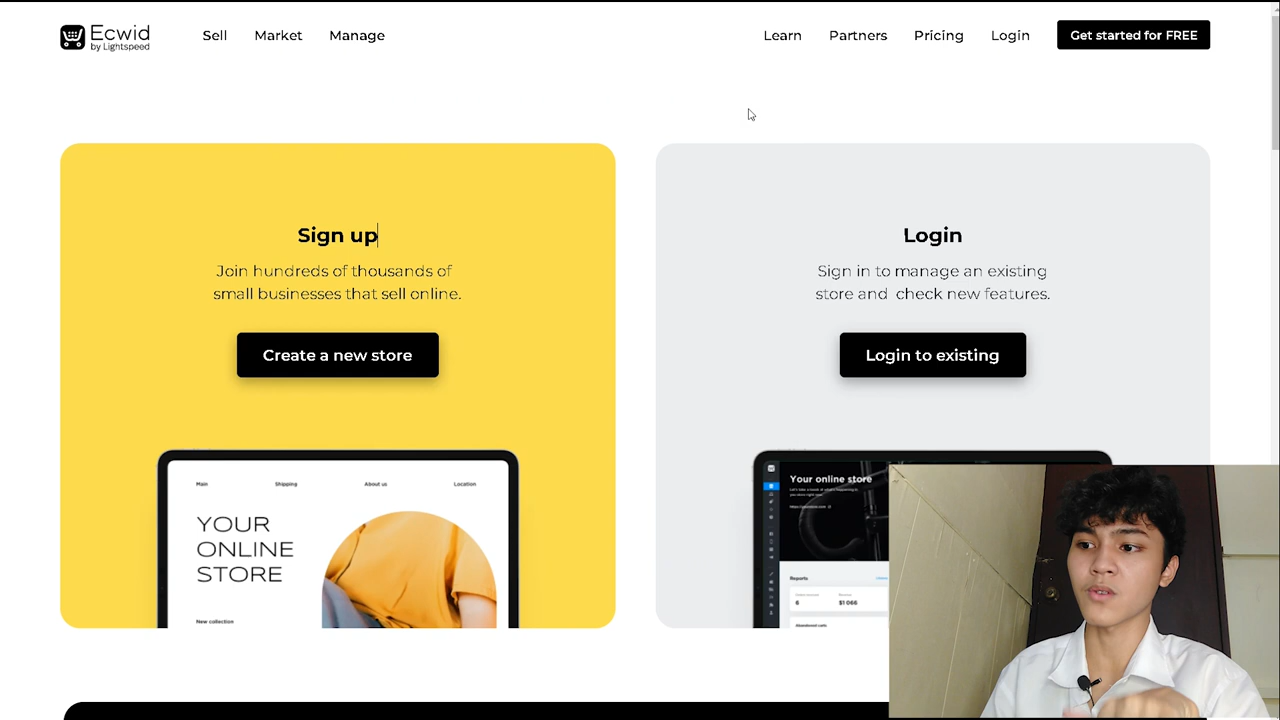 Ecwid
by Lightspeed
Sell
Market
Manage
Learn
Partners
Pricing
Login
Get started for FREE
Sign up
Join hundreds of thousands of
small businesses that sell online.
Create a new store
Main
Shipping
About us
Location
YOUR
ONLINE
STORE
New collection
Login
Sign in to manage an existing
store and check new features.
Login to existing
Your online store
Reports
6
$1 066